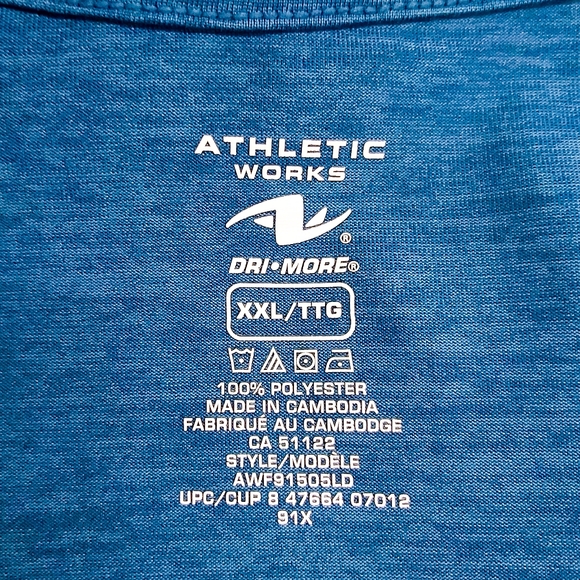 ATHLETIC
WORKS
®
DRI•MORE®
XXL/TTG
100% POLYESTER
MADE IN CAMBODIA
FABRIQUÉ AU CAMBODGE
CA 51122
STYLE/MODÈLE
AWF91505LD
UPC/CUP 8 47664 07012
91X